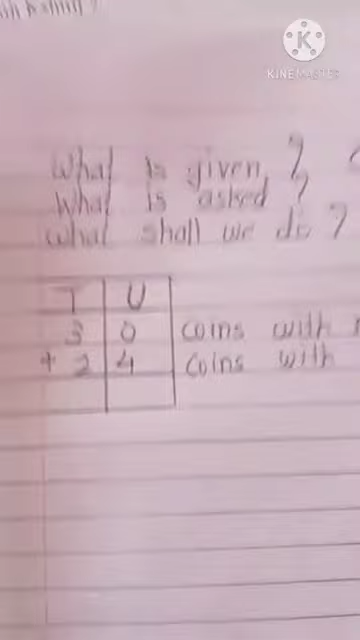 KINEMASTER
What is given ?
What is asked ?
What shall we do ?
T U
3 0 coins with
+ 2 4 coins with